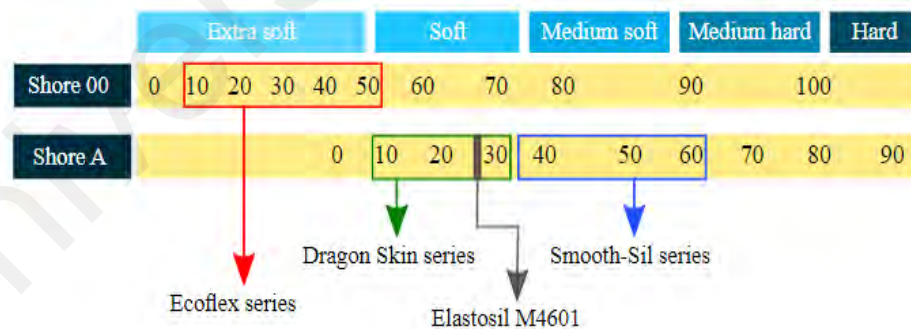 Extra soft Soft Medium soft Medium hard Hard
Shore 00 0 10 20 30 40 50 60 70 80 90 100
Shore A 0 10 20 30 40 50 60 70 80 90
Dragon Skin series Smooth-Sil series
Ecoflex series
Elastosil M4601